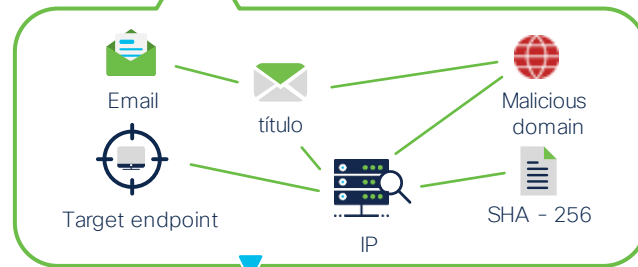 Email
título
Malicious
domain
Target endpoint
IP
SHA - 256